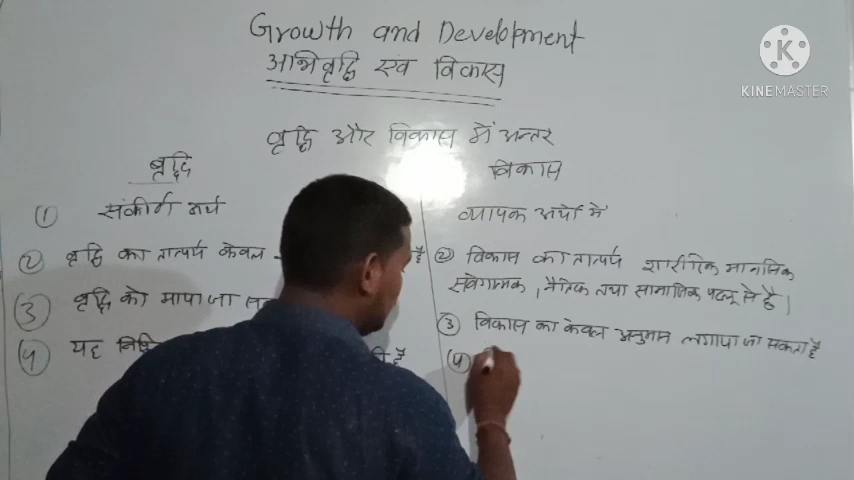 Growth and Development
अभिवृद्धि एंव विकास
वृद्धि और विकास में अन्तर
वृद्धि
विकास
(1) संकीर्ण अर्थ
व्यापक अर्थो में
(2) वृद्धि का तात्पर्य केवल
है
(2) विकास का तात्पर्य शारीरिक मानसिक
संवेगात्मक, नैतिक तथा सामाजिक पहलू से है।
(3) वृद्धि को मापा जा
(3) विकास का केवल अनुमान लगाया जा सकता है
(4) यह
है
(4)
KINEMASTER